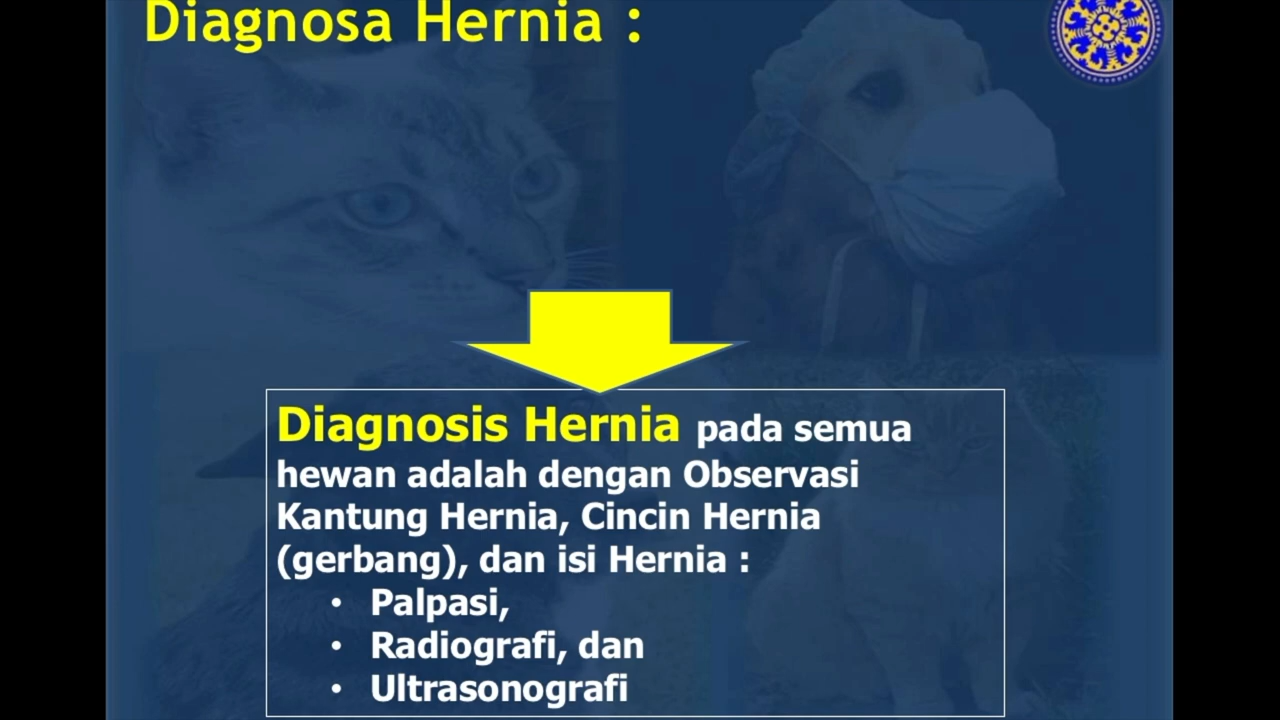 Diagnosa Hernia :
Diagnosis Hernia pada semua
hewan adalah dengan Observasi
Kantung Hernia, Cincin Hernia
(gerbang), dan isi Hernia :
• Palpasi,
• Radiografi, dan
• Ultrasonografi